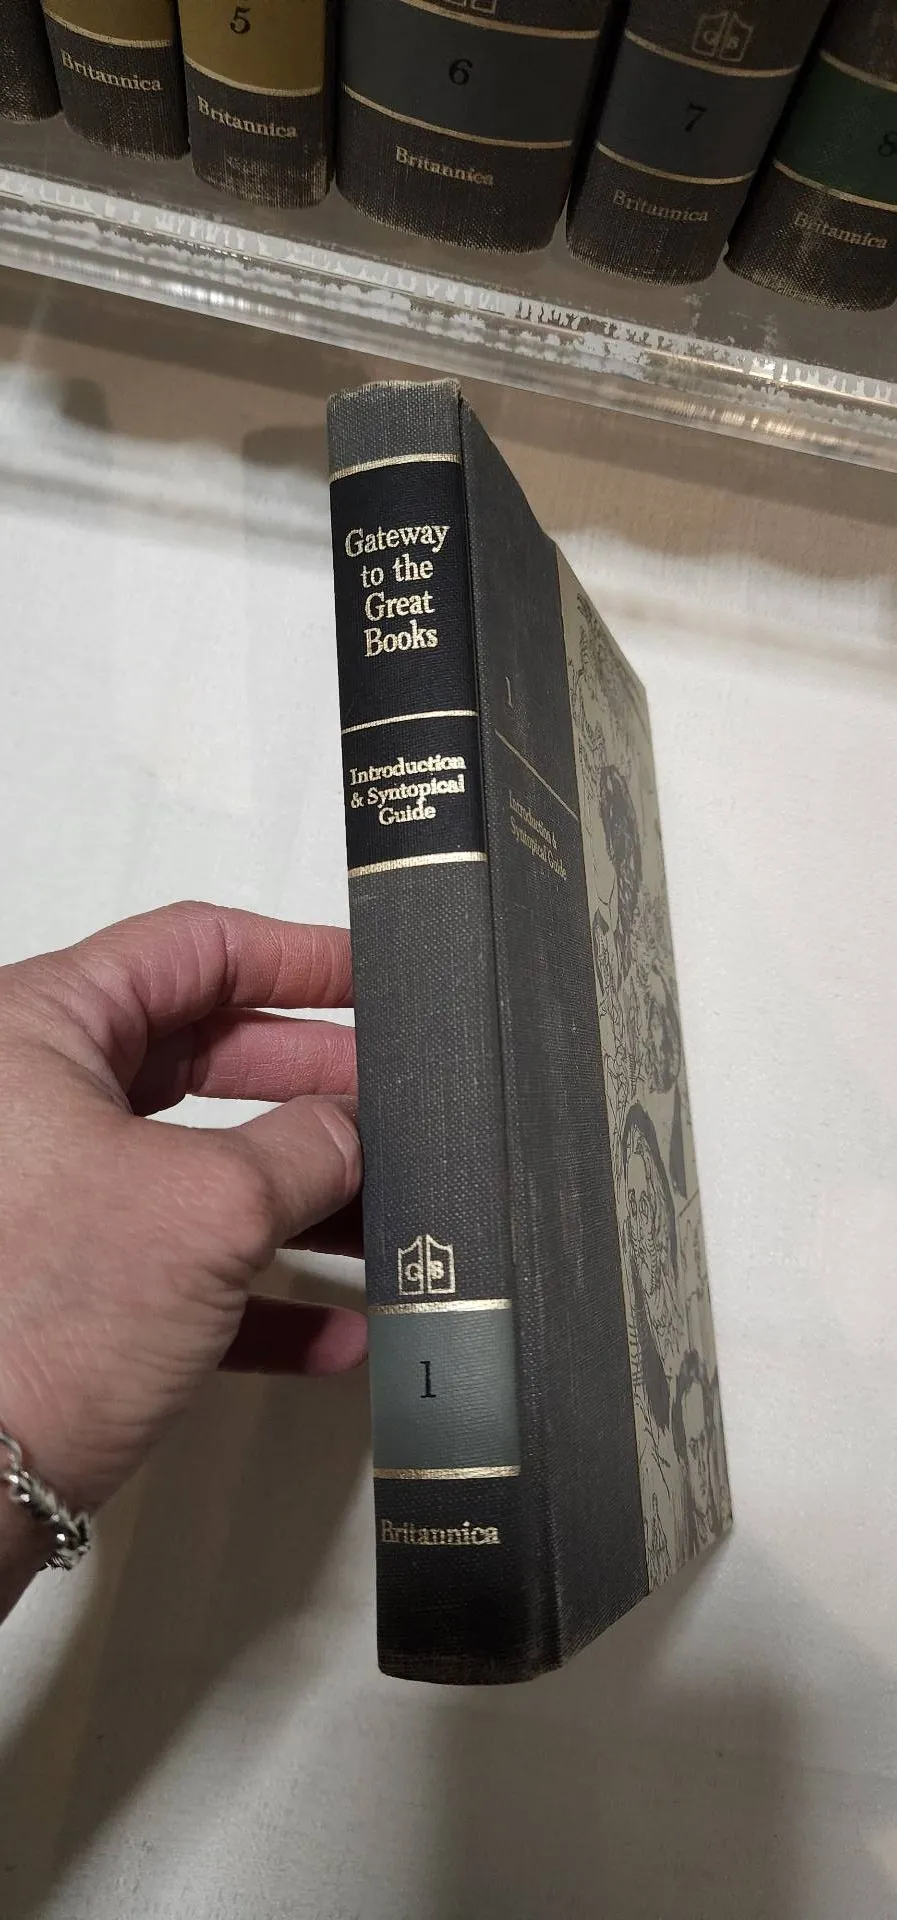 5
Britannica
Britannica
6
Britannica
G S
7
Britannica
8
Britannica
Gateway
to the
Great
Books
Introduction
& Syntopical
Guide
G S
1
Britannica
1
Introduction &
Syntopical Guide